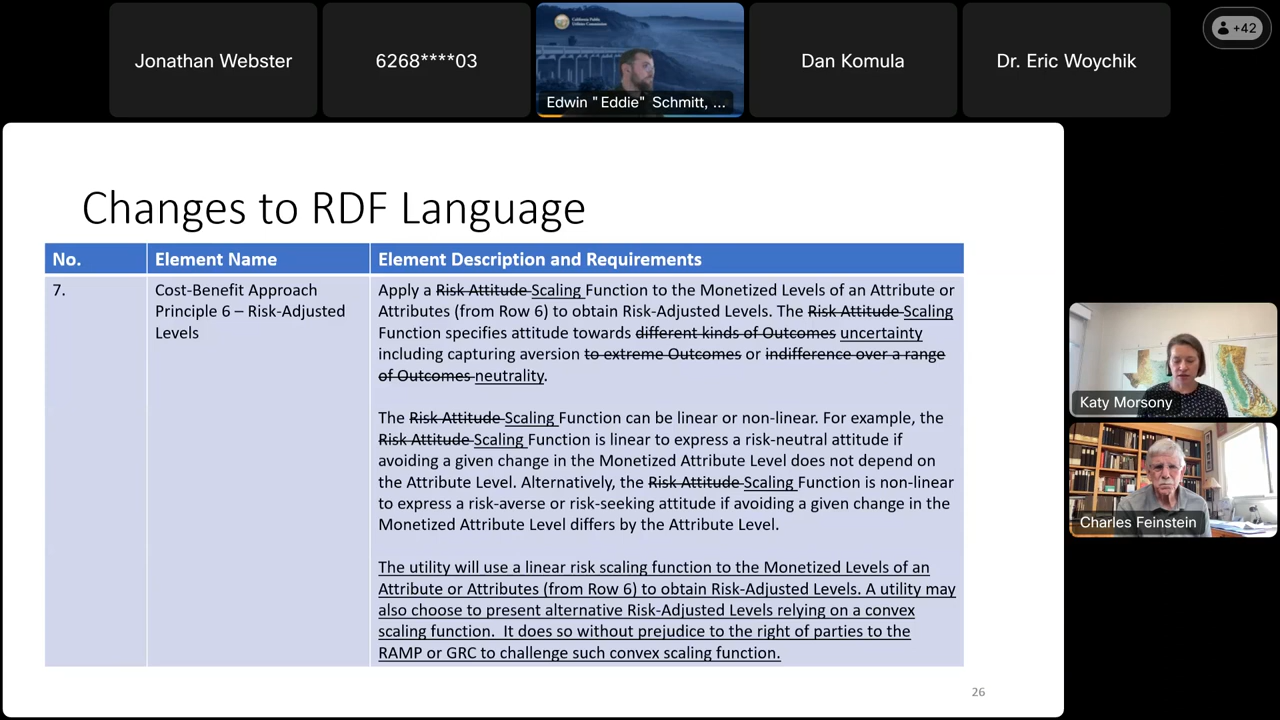 Jonathan Webster
6268****03
California Public
Utilities Commission
Edwin "Eddie" Schmitt, ...
Dan Komula
Dr. Eric Woychik
+42
Changes to RDF Language
No. Element Name Element Description and Requirements
7.
Cost-Benefit Approach
Principle 6 – Risk-Adjusted
Levels
Apply a Risk Attitude Scaling Function to the Monetized Levels of an Attribute or
Attributes (from Row 6) to obtain Risk-Adjusted Levels. The Risk Attitude Scaling
Function specifies attitude towards different kinds of Outcomes uncertainty
including capturing aversion to extreme Outcomes or indifference over a range
of Outcomes neutrality.
The Risk Attitude Scaling Function can be linear or non-linear. For example, the
Risk Attitude Scaling Function is linear to express a risk-neutral attitude if
avoiding a given change in the Monetized Attribute Level does not depend on
the Attribute Level. Alternatively, the Risk Attitude Scaling Function is non-linear
to express a risk-averse or risk-seeking attitude if avoiding a given change in the
Monetized Attribute Level differs by the Attribute Level.
The utility will use a linear risk scaling function to the Monetized Levels of an
Attribute or Attributes (from Row 6) to obtain Risk-Adjusted Levels. A utility may
also choose to present alternative Risk-Adjusted Levels relying on a convex
scaling function.  It does so without prejudice to the right of parties to the
RAMP or GRC to challenge such convex scaling function.
26
Katy Morsony
Charles Feinstein